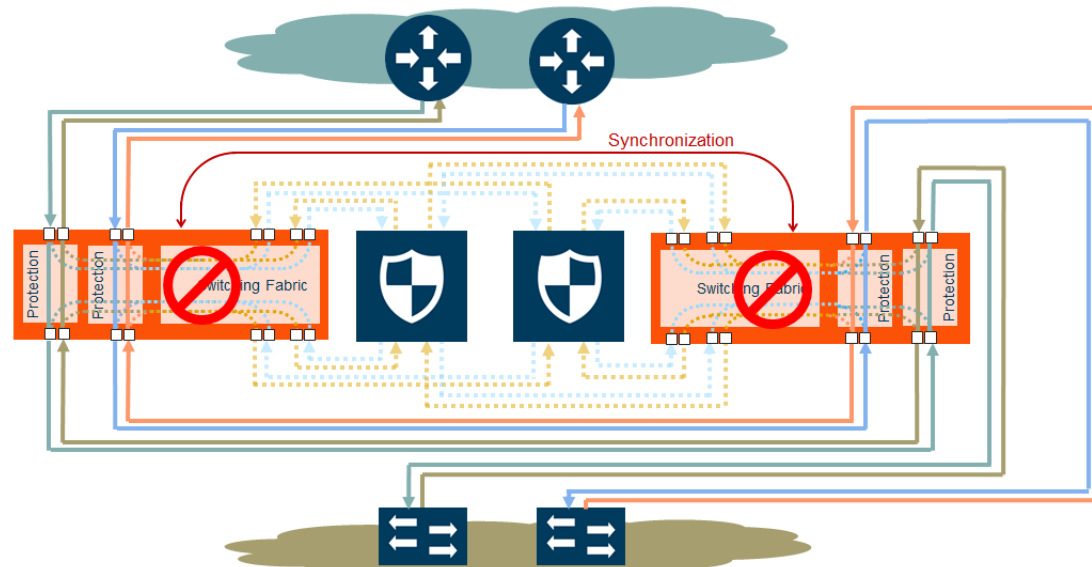 Synchronization
Protection
Protection
Switching Fabric
Switching Fabric
Protection
Protection